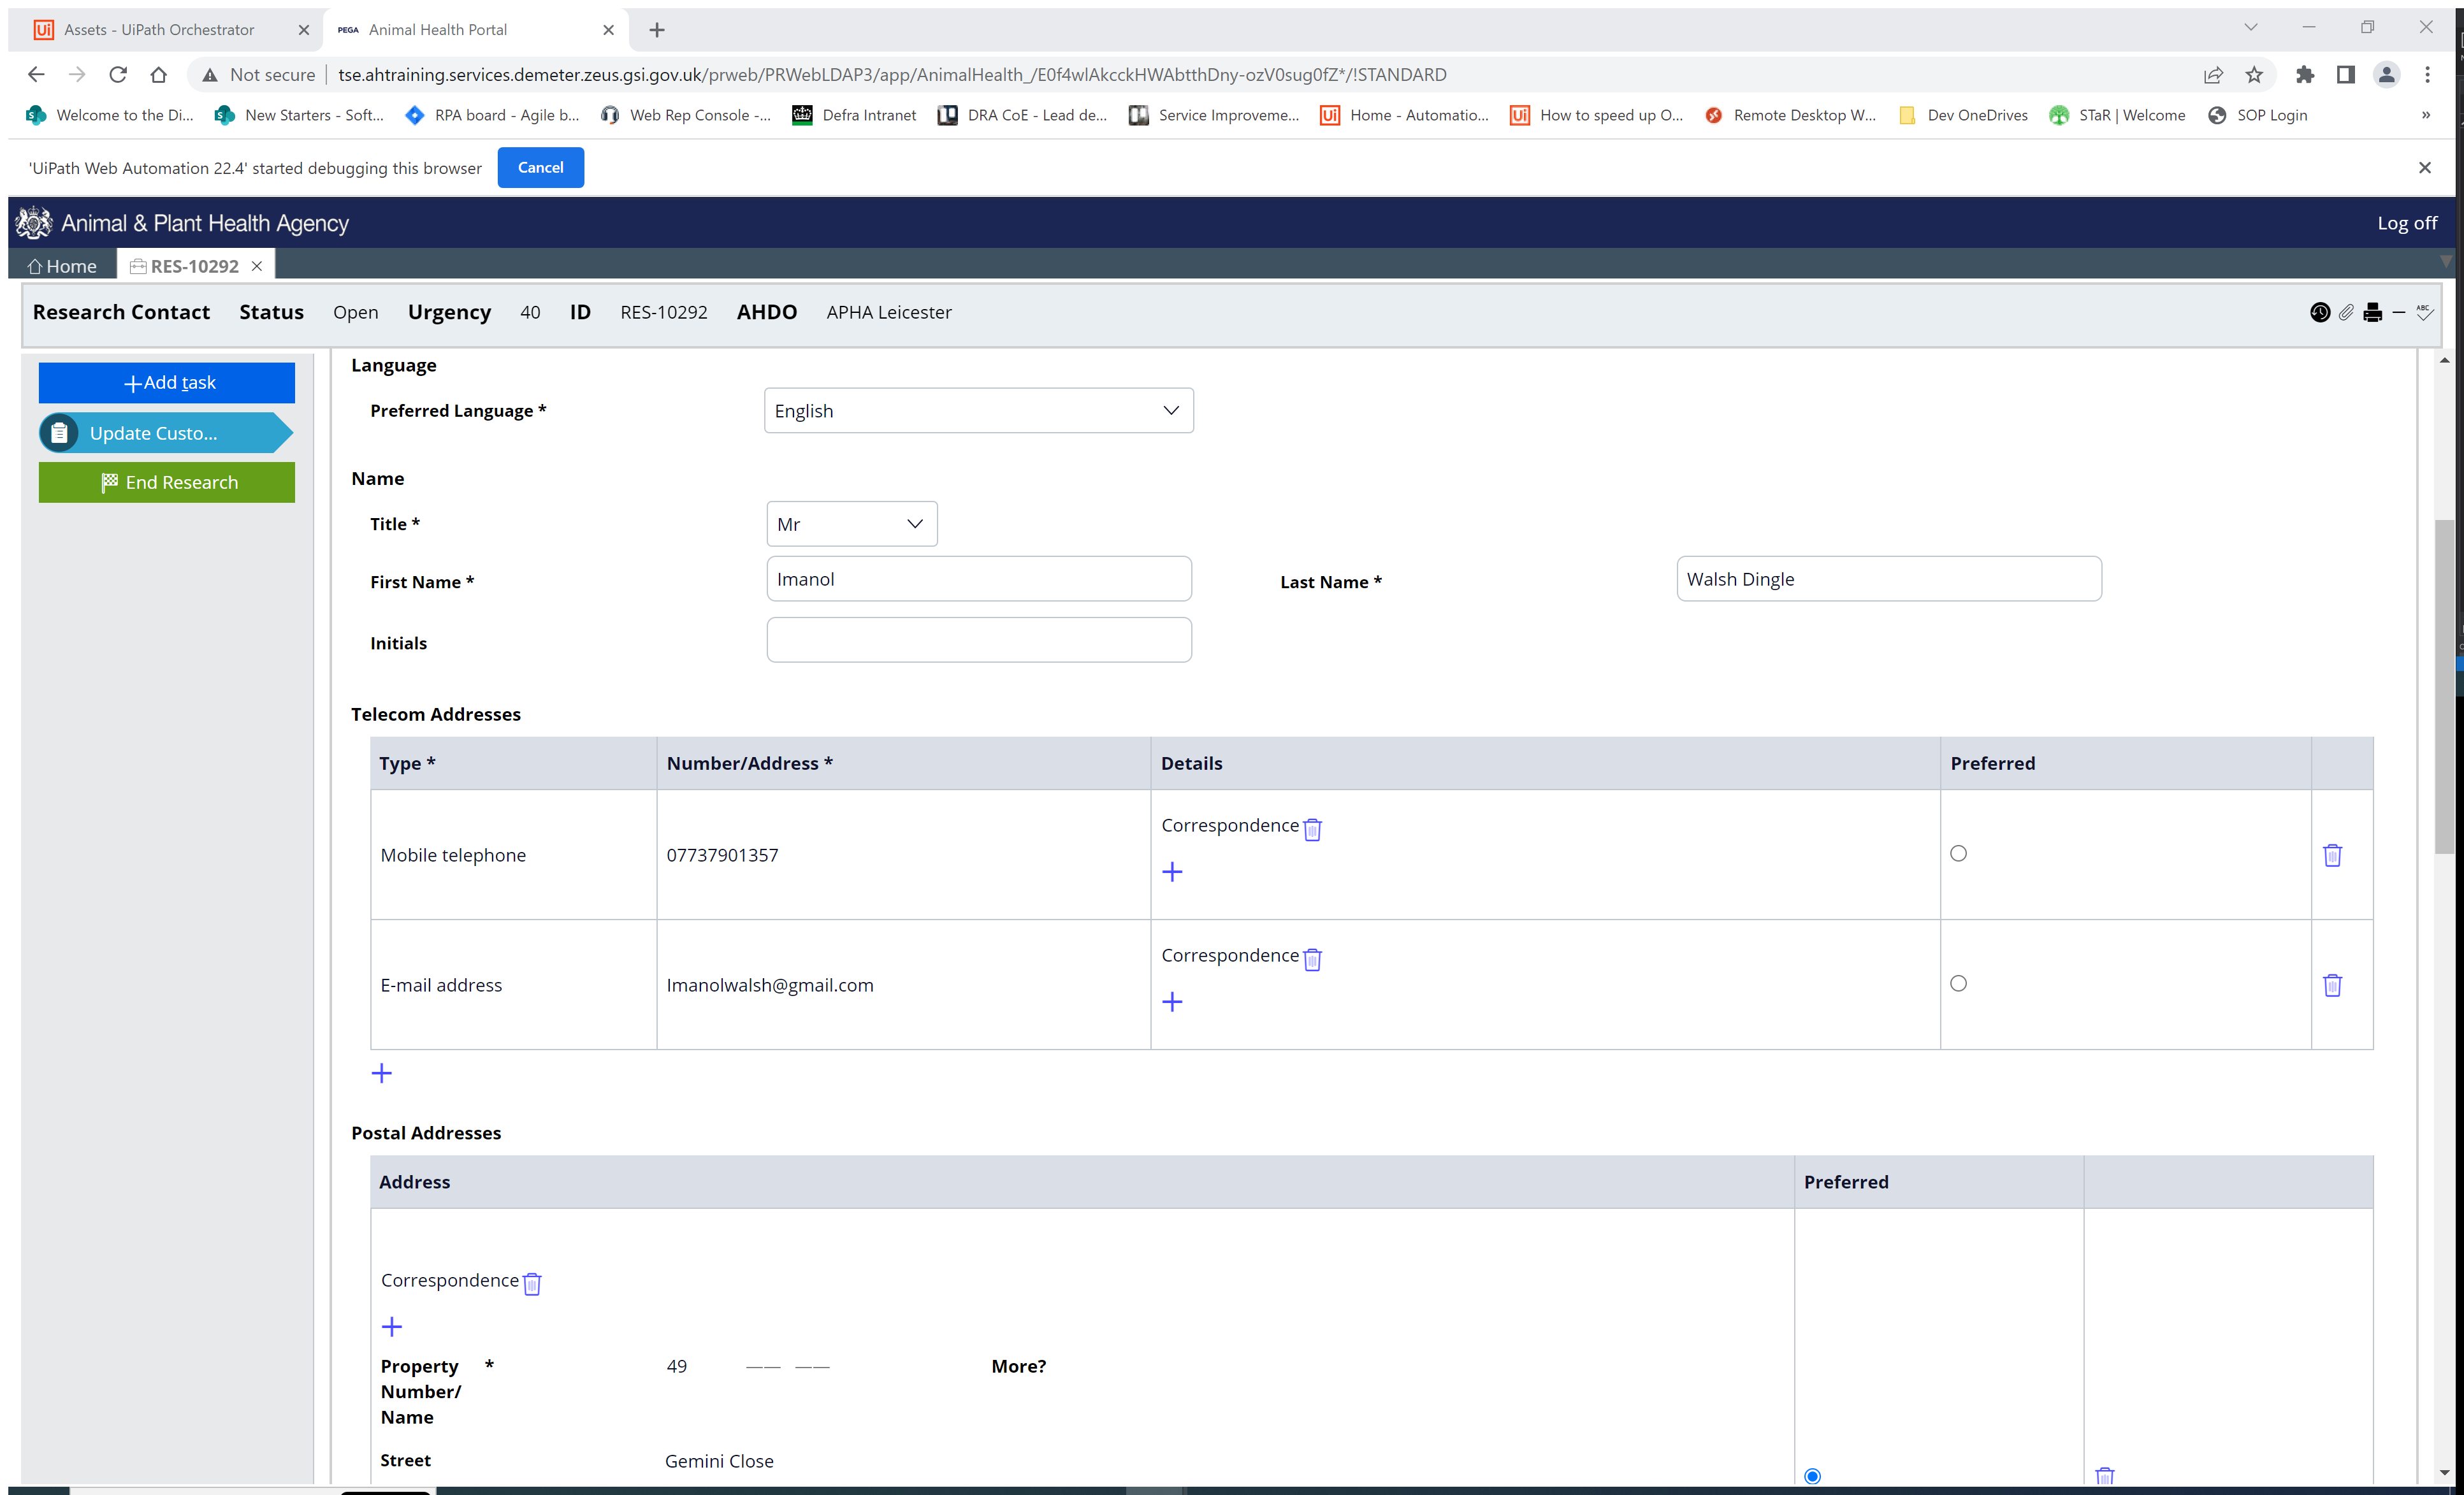 Assets - UiPath Orchestrator
PEGA Animal Health Portal
Not secure tse.ahtraining.services.demeter.zeus.gsi.gov.uk/prweb/PRWebLDAP3/app/AnimalHealth_/E0f4wlAkcckHWAbtthDny-ozV0sug0fZ*/!STANDARD
Welcome to the Di... New Starters - Soft... RPA board - Agile b... Web Rep Console -... Defra Intranet DRA CoE - Lead de... Service Improveme... Home - Automatio... How to speed up O... Remote Desktop W... Dev OneDrives STaR | Welcome SOP Login »
'UiPath Web Automation 22.4' started debugging this browser Cancel
Animal & Plant Health Agency Log off
Home RES-10292
Research Contact Status Open Urgency 40 ID RES-10292 AHDO APHA Leicester ABC
Add task
Update Custo...
End Research
Language
Preferred Language * English
Name
Title * Mr
First Name * Imanol Last Name * Walsh Dingle
Initials
Telecom Addresses
Type * Number/Address * Details Preferred
Mobile telephone 07737901357 Correspondence
E-mail address Imanolwalsh@gmail.com Correspondence
Postal Addresses
Address Preferred
Correspondence
Property Number/ Name * 49 —— —— More?
Street Gemini Close